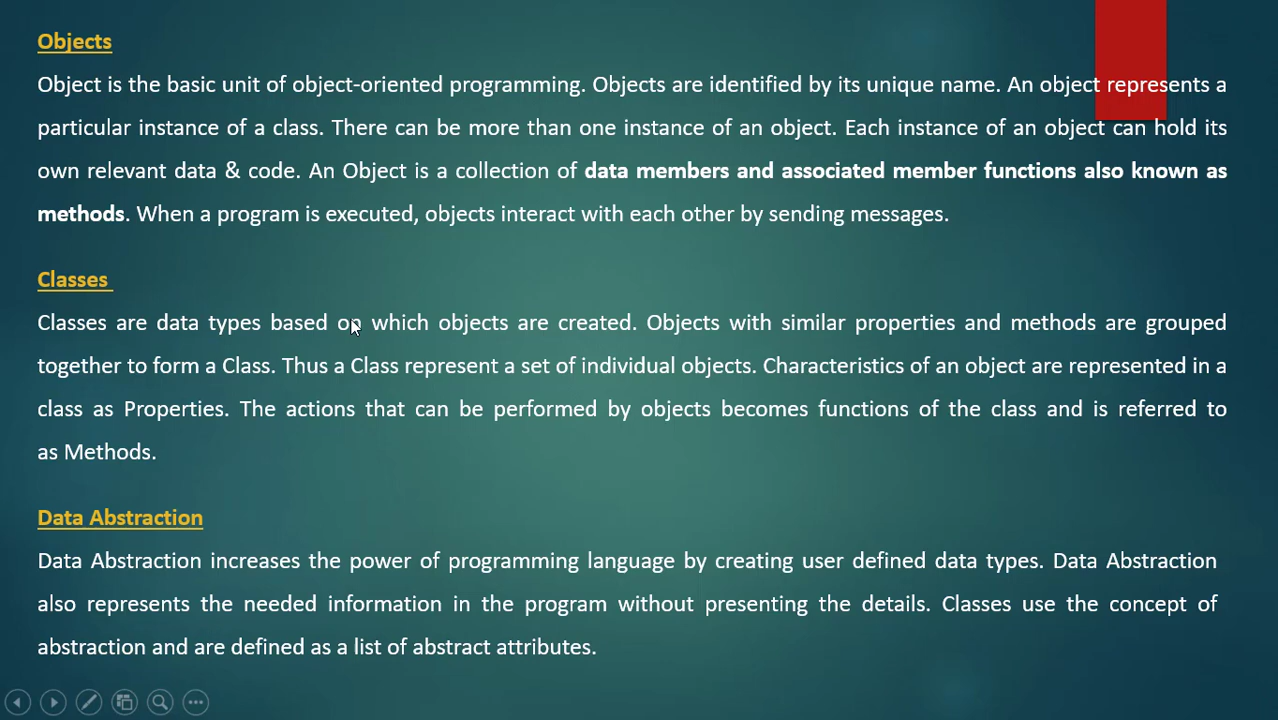 Objects
Object is the basic unit of object-oriented programming. Objects are identified by its unique name. An object represents a
particular instance of a class. There can be more than one instance of an object. Each instance of an object can hold its
own relevant data & code. An Object is a collection of data members and associated member functions also known as
methods. When a program is executed, objects interact with each other by sending messages.
Classes
Classes are data types based on which objects are created. Objects with similar properties and methods are grouped
together to form a Class. Thus a Class represent a set of individual objects. Characteristics of an object are represented in a
class as Properties. The actions that can be performed by objects becomes functions of the class and is referred to
as Methods.
Data Abstraction
Data Abstraction increases the power of programming language by creating user defined data types. Data Abstraction
also represents the needed information in the program without presenting the details. Classes use the concept of
abstraction and are defined as a list of abstract attributes.